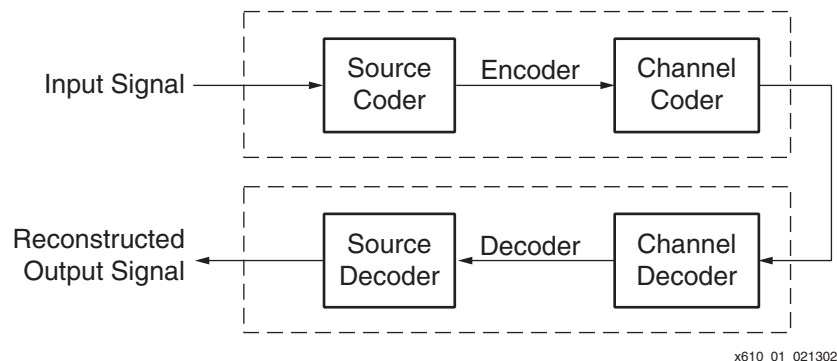 Input Signal
Source
Coder
Encoder
Channel
Coder
Reconstructed
Output Signal
Source
Decoder
Decoder
Channel
Decoder
x610_01_021302